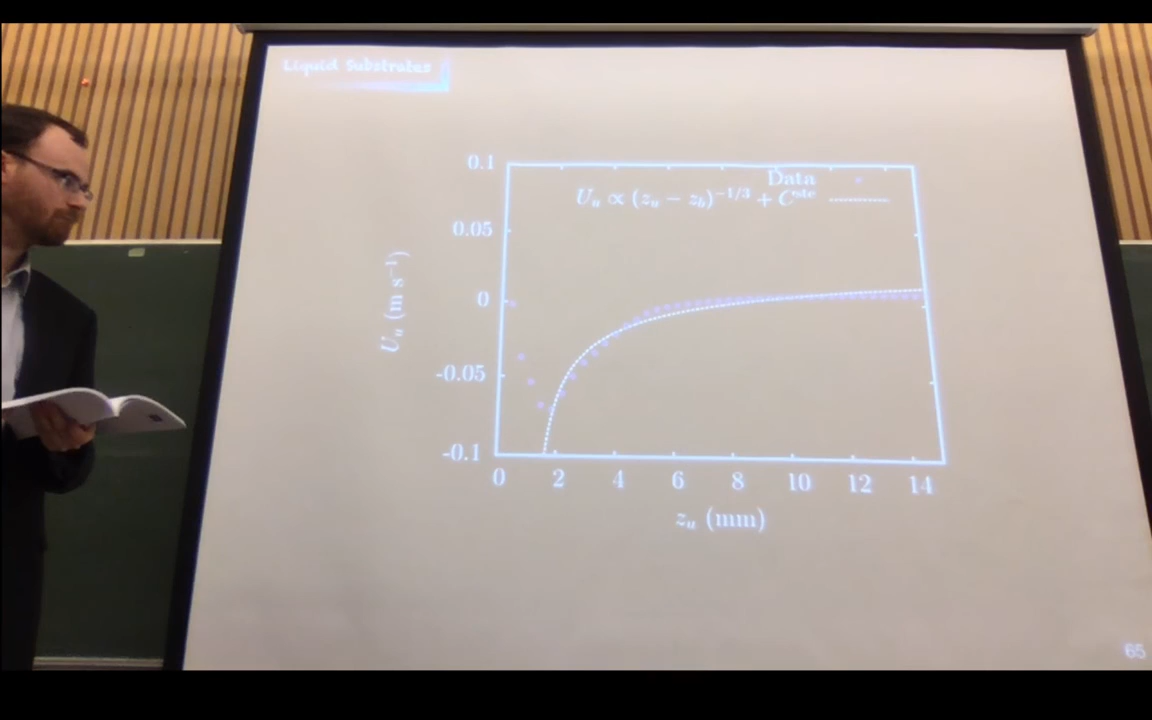 Liquid Substrates
0.1
Data
U_u ∝ (z_u − z_b)^{−1/3} + C^{ste}
0.05
0
-0.05
-0.1
U_u (m s^{−1})
0 2 4 6 8 10 12 14
z_u (mm)
65